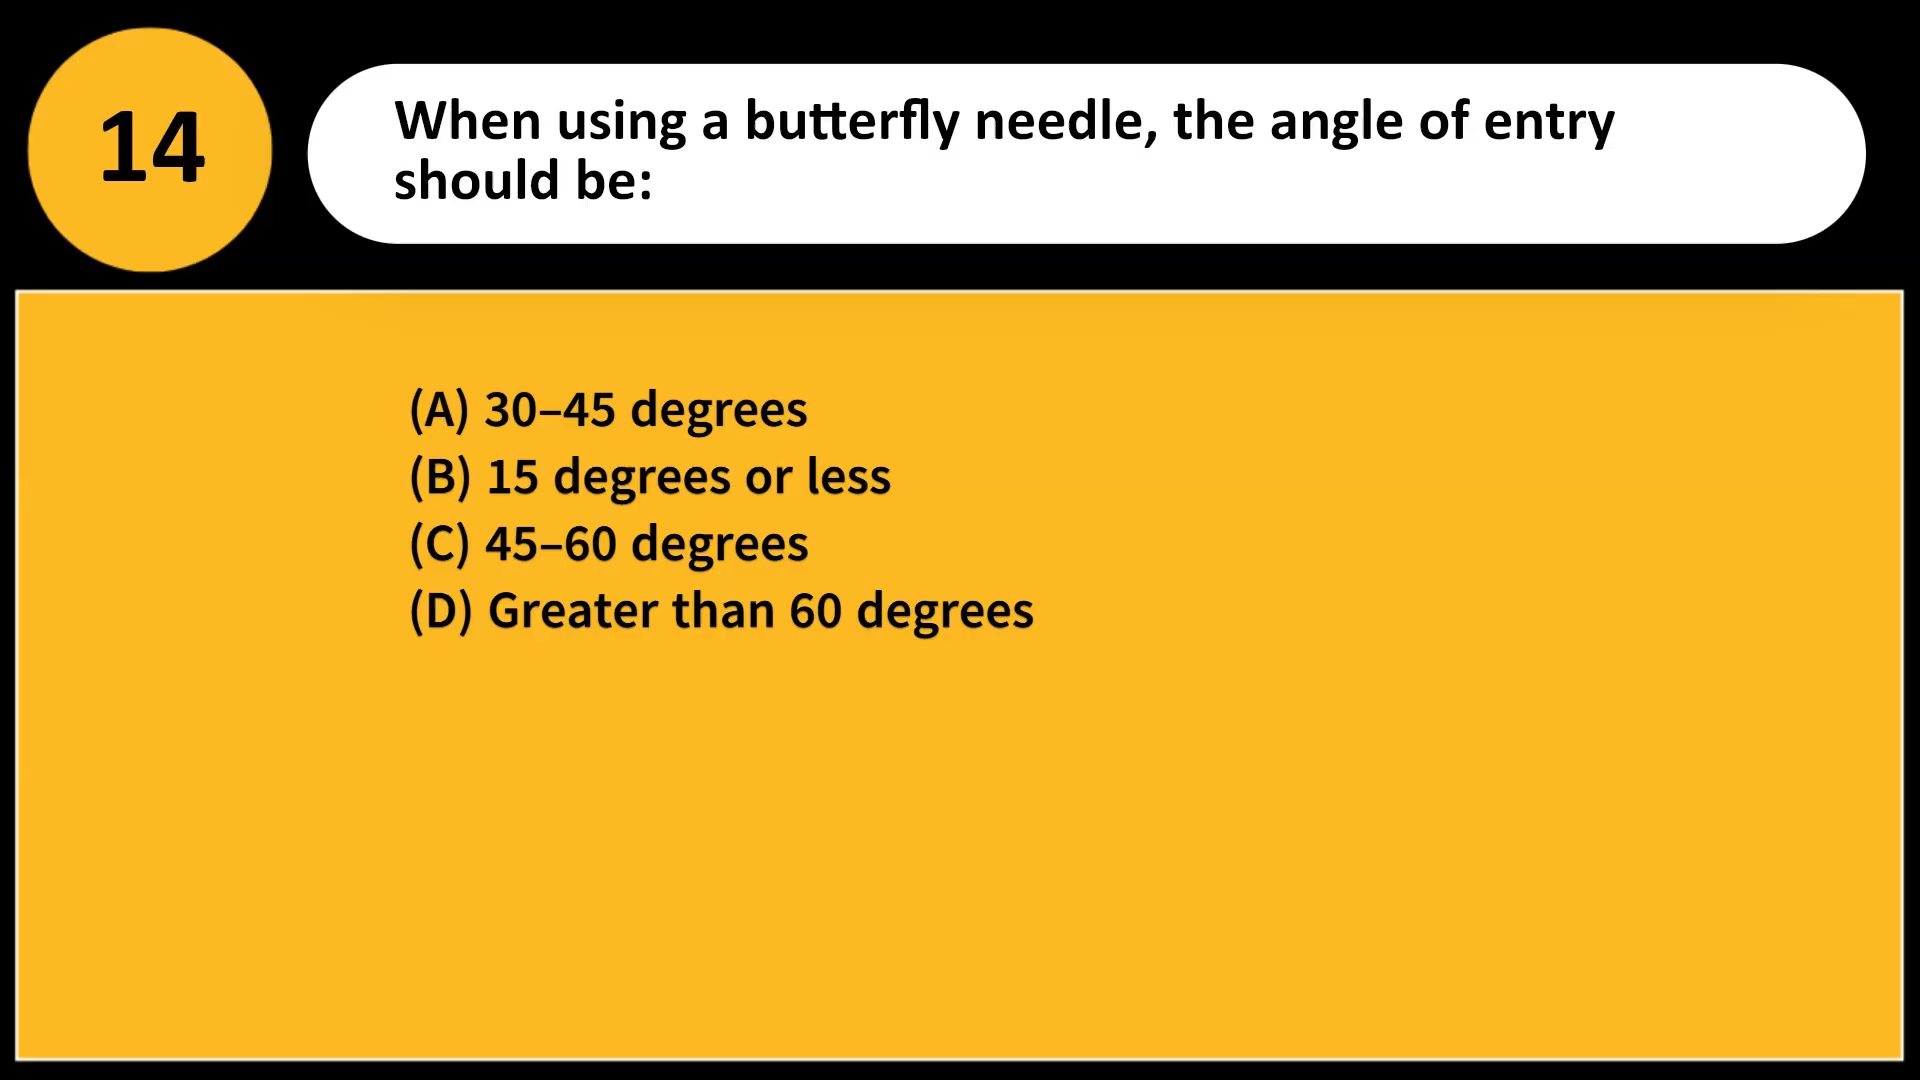 14
When using a butterfly needle, the angle of entry
should be:
(A) 30–45 degrees
(B) 15 degrees or less
(C) 45–60 degrees
(D) Greater than 60 degrees